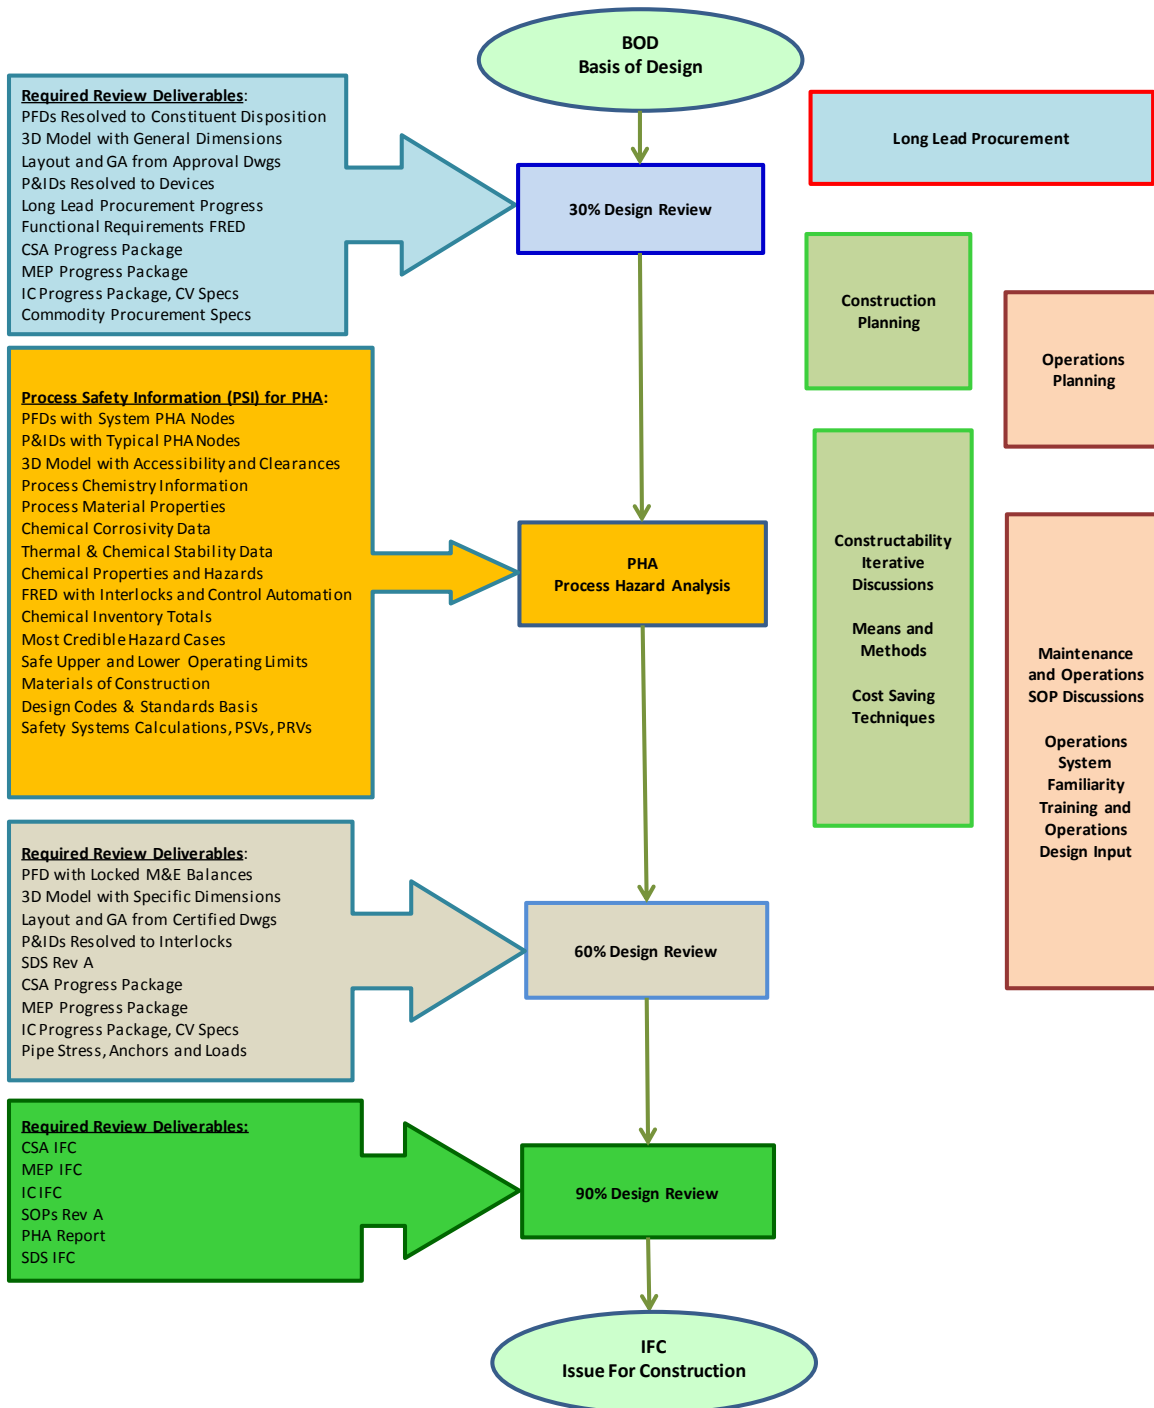 BOD
Basis of Design
Required Review Deliverables:
PFDs Resolved to Constituent Disposition
3D Model with General Dimensions
Layout and GA from Approval Dwgs
P&IDs Resolved to Devices
Long Lead Procurement Progress
Functional Requirements FRED
CSA Progress Package
MEP Progress Package
IC Progress Package, CV Specs
Commodity Procurement Specs
30% Design Review
Long Lead Procurement
Construction
Planning
Operations
Planning
Process Safety Information (PSI) for PHA:
PFDs with System PHA Nodes
P&IDs with Typical PHA Nodes
3D Model with Accessibility and Clearances
Process Chemistry Information
Process Material Properties
Chemical Corrosivity Data
Thermal & Chemical Stability Data
Chemical Properties and Hazards
FRED with Interlocks and Control Automation
Chemical Inventory Totals
Most Credible Hazard Cases
Safe Upper and Lower Operating Limits
Materials of Construction
Design Codes & Standards Basis
Safety Systems Calculations, PSVs, PRVs
PHA
Process Hazard Analysis
Constructability
Iterative
Discussions
Means and
Methods
Cost Saving
Techniques
Maintenance
and Operations
SOP Discussions
Operations
System
Familiarity
Training and
Operations
Design Input
Required Review Deliverables:
PFD with Locked M&E Balances
3D Model with Specific Dimensions
Layout and GA from Certified Dwgs
P&IDs Resolved to Interlocks
SDS Rev A
CSA Progress Package
MEP Progress Package
IC Progress Package, CV Specs
Pipe Stress, Anchors and Loads
60% Design Review
Required Review Deliverables:
CSA IFC
MEP IFC
IC IFC
SOPs Rev A
PHA Report
SDS IFC
90% Design Review
IFC
Issue For Construction